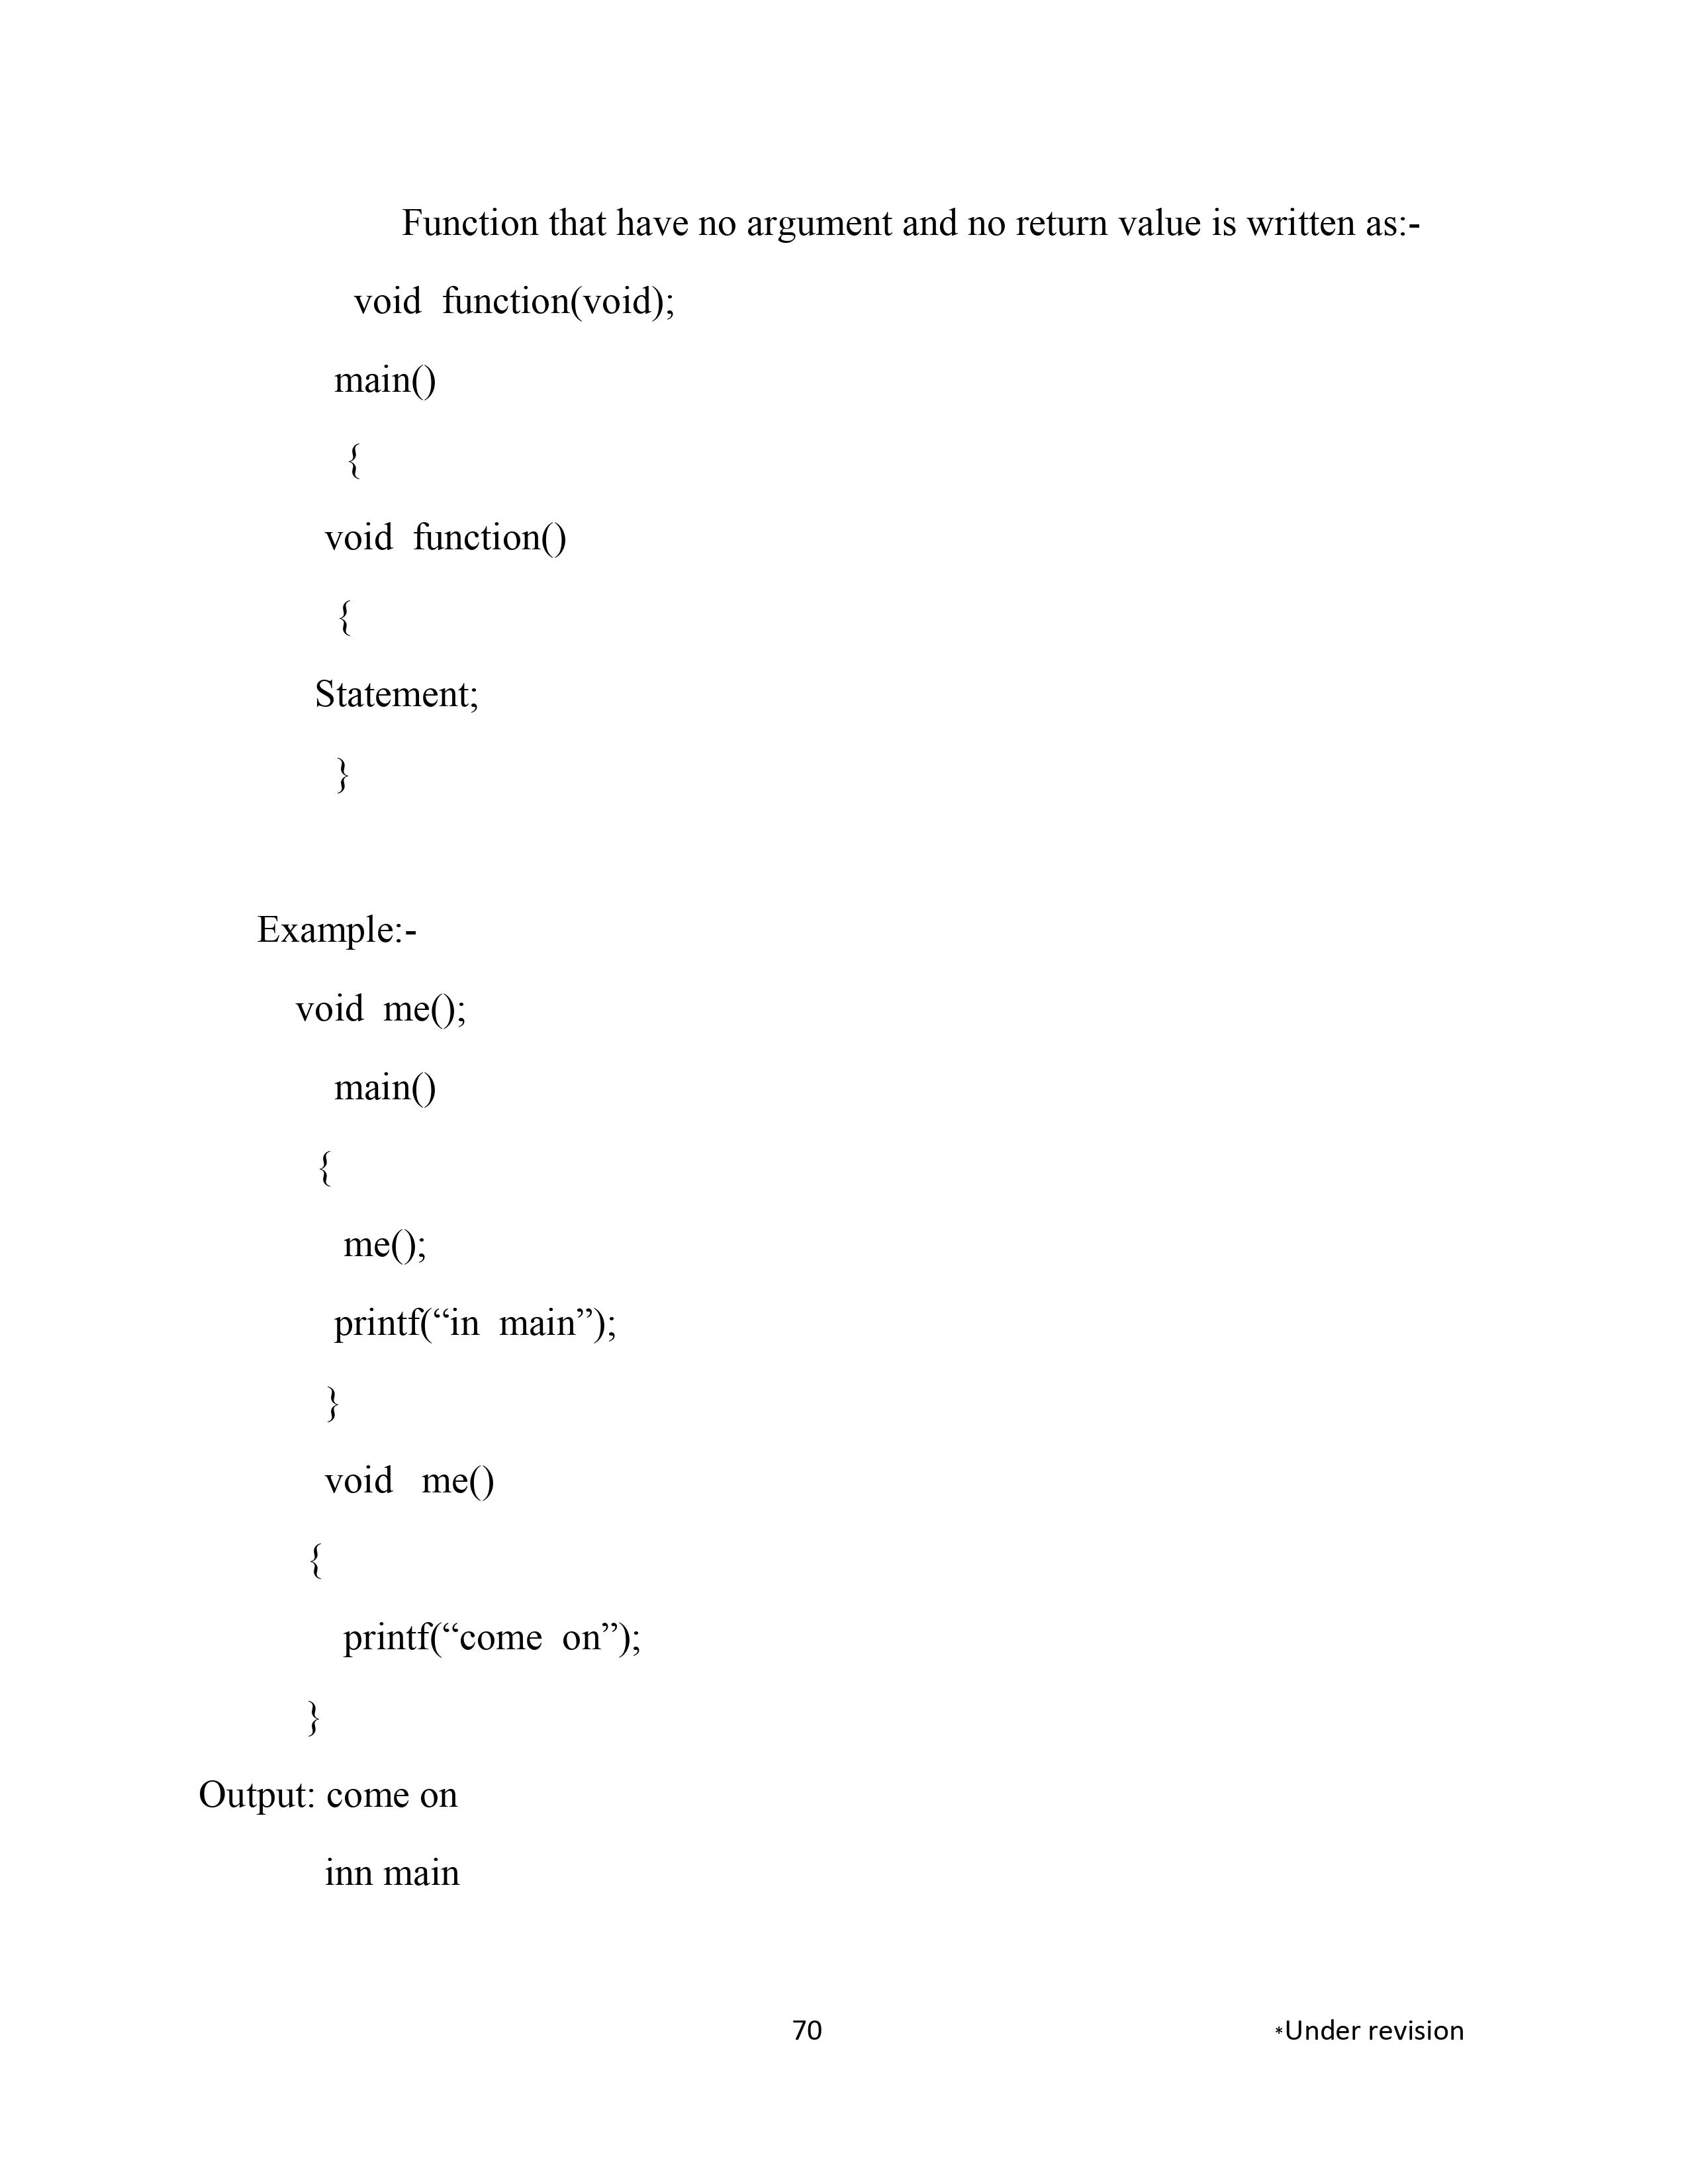 Function that have no argument and no return value is written as:-
void  function(void);
main()
{
void  function()
{
Statement;
}
Example:-
void  me();
main()
{
me();
printf(“in  main”);
}
void   me()
{
printf(“come  on”);
}
Output: come on
inn main
70 *Under revision